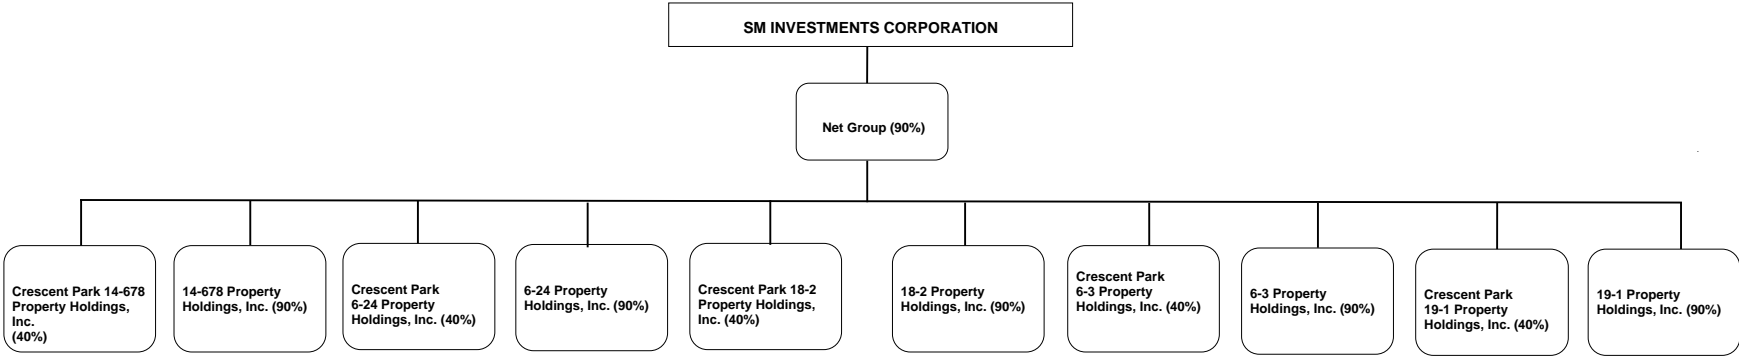 SM INVESTMENTS CORPORATION
Net Group (90%)
Crescent Park 14-678
Property Holdings,
Inc.
(40%)
14-678 Property
Holdings, Inc. (90%)
Crescent Park
6-24 Property
Holdings, Inc. (40%)
6-24 Property
Holdings, Inc. (90%)
Crescent Park 18-2
Property Holdings,
Inc. (40%)
18-2 Property
Holdings, Inc. (90%)
Crescent Park
6-3 Property
Holdings, Inc. (40%)
6-3 Property
Holdings, Inc. (90%)
Crescent Park
19-1 Property
Holdings, Inc. (40%)
19-1 Property
Holdings, Inc. (90%)